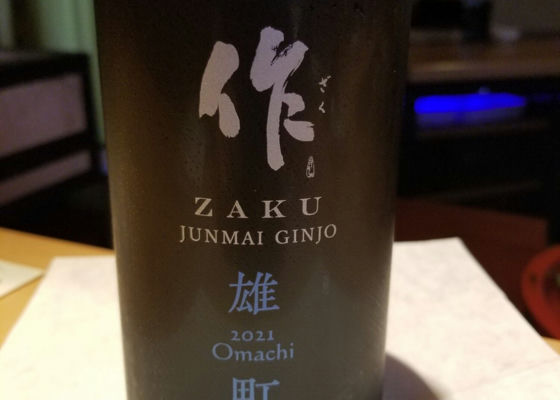 作
ざく
ZAKU
JUNMAI GINJO
雄
2021
Omachi
町